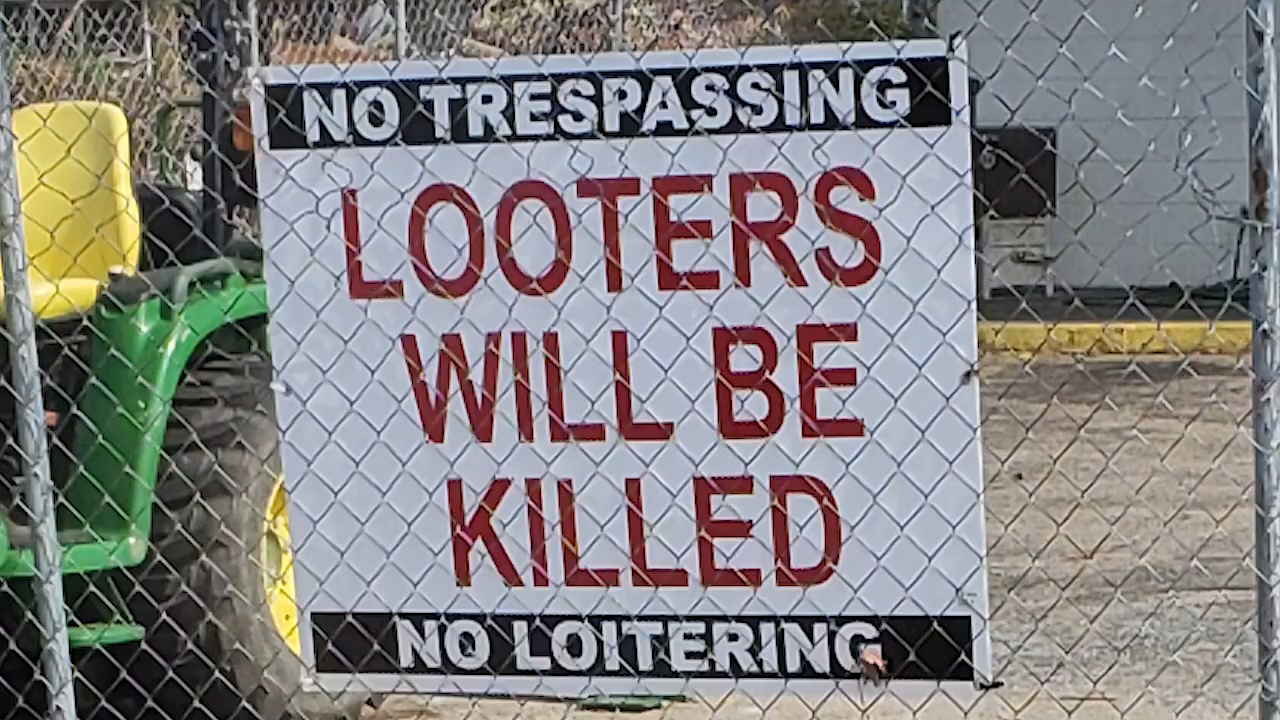 NO TRESPASSING
LOOTERS
WILL BE
KILLED
NO LOITERING